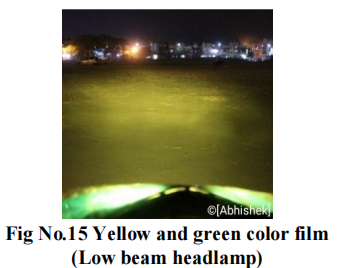 ©[Abhishek]
Fig No.15 Yellow and green color film
(Low beam headlamp)